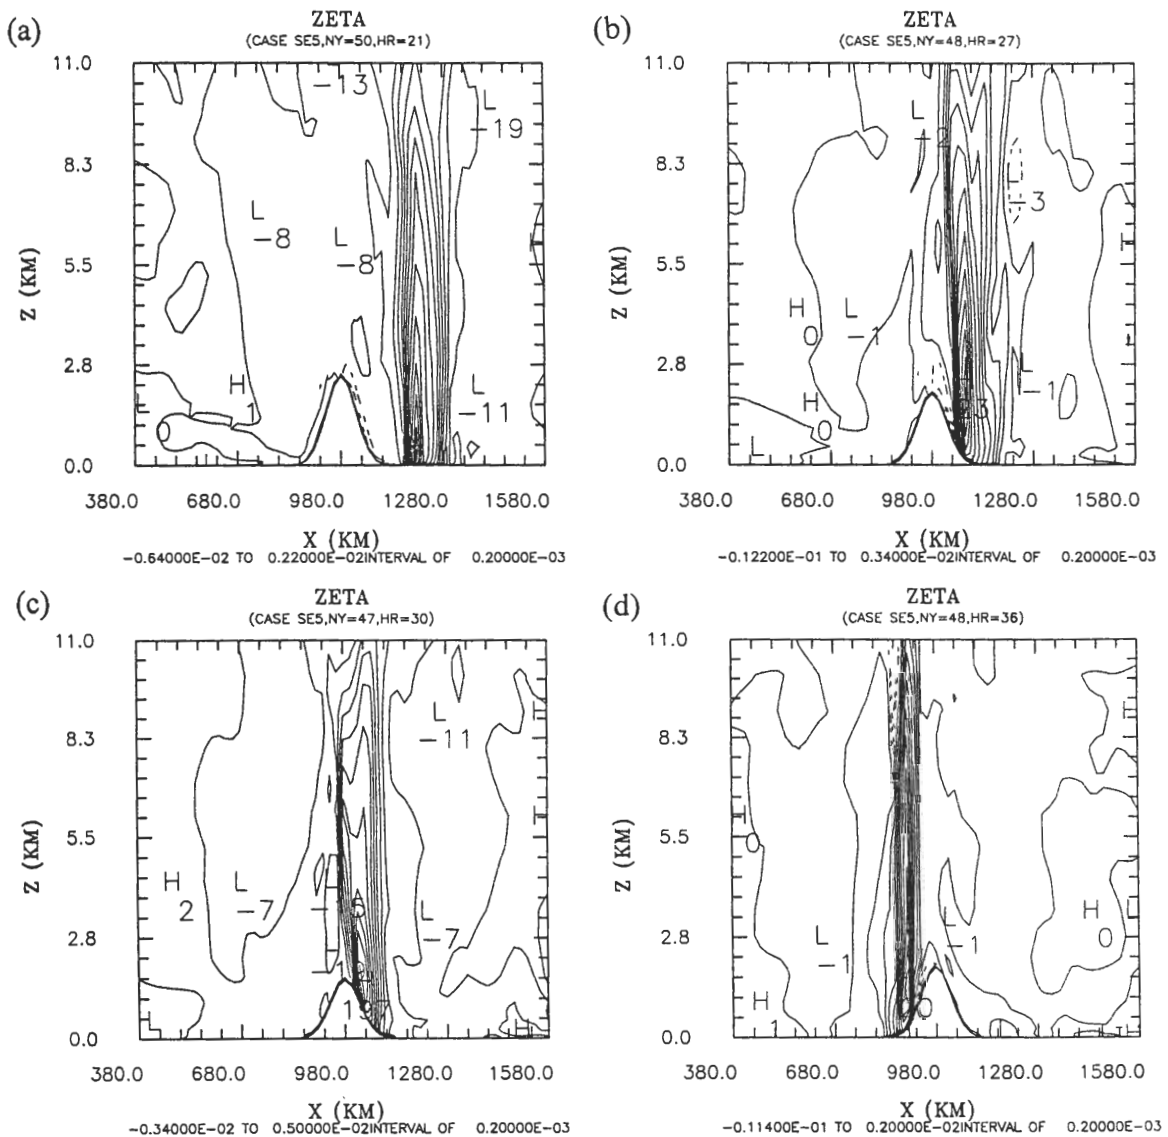 (a)
ZETA
(CASE SE5,NY=50,HR=21)
11.0
8.3
5.5
2.8
0.0
Z (KM)
-13
L
-19
L
-8
L
-8
H
1
L
-11
0
380.0 680.0 980.0 1280.0 1580.0
X (KM)
-0.64000E-02 TO 0.22000E-02INTERVAL OF 0.20000E-03
(b)
ZETA
(CASE SE5,NY=48,HR=27)
11.0
8.3
5.5
2.8
0.0
Z (KM)
L
-2
L
-3
H
0
L
-1
L
-1
H
0
L
380.0 680.0 980.0 1280.0 1580.0
X (KM)
-0.12200E-01 TO 0.34000E-02INTERVAL OF 0.20000E-03
(c)
ZETA
(CASE SE5,NY=47,HR=30)
11.0
8.3
5.5
2.8
0.0
Z (KM)
L
-11
H
2
L
-7
L
-7
L
H
380.0 680.0 980.0 1280.0 1580.0
X (KM)
-0.34000E-02 TO 0.50000E-02INTERVAL OF 0.20000E-03
(d)
ZETA
(CASE SE5,NY=48,HR=36)
11.0
8.3
5.5
2.8
0.0
Z (KM)
H
0
L
-1
L
-1
H
0
L
H
1
380.0 680.0 980.0 1280.0 1580.0
X (KM)
-0.11400E-01 TO 0.20000E-02INTERVAL OF 0.20000E-03